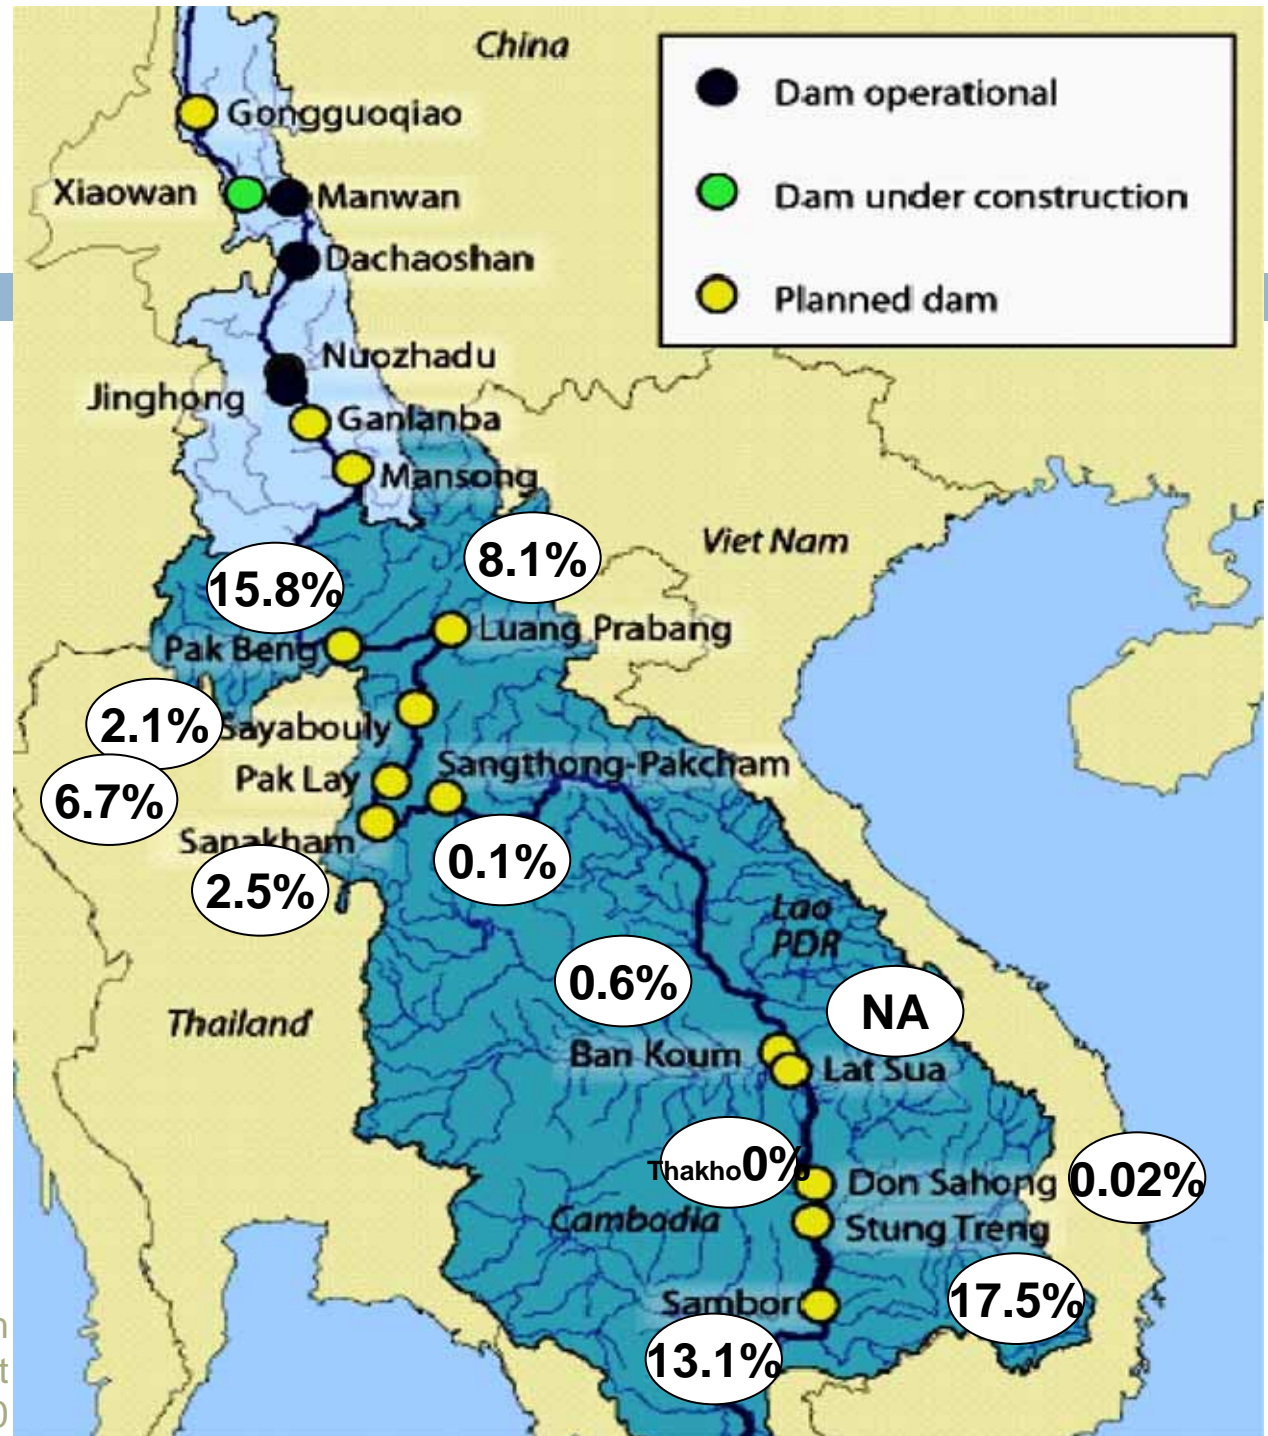 China
Dam operational
Dam under construction
Planned dam
Gongguoqiao
Xiaowan
Manwan
Dachaoshan
Nuozhadu
Jinghong
Ganlanba
Mansong
Viet Nam
8.1%
15.8%
Luang Prabang
Pak Beng
2.1%
Sayabouly
Sangthong-Pakcham
Pak Lay
6.7%
Sanakham
0.1%
2.5%
Lao
PDR
0.6%
NA
Thailand
Ban Koum
Lat Sua
Thakho0%
Don Sahong
0.02%
Cambodia
Stung Treng
17.5%
Sambor
13.1%
n
t
0